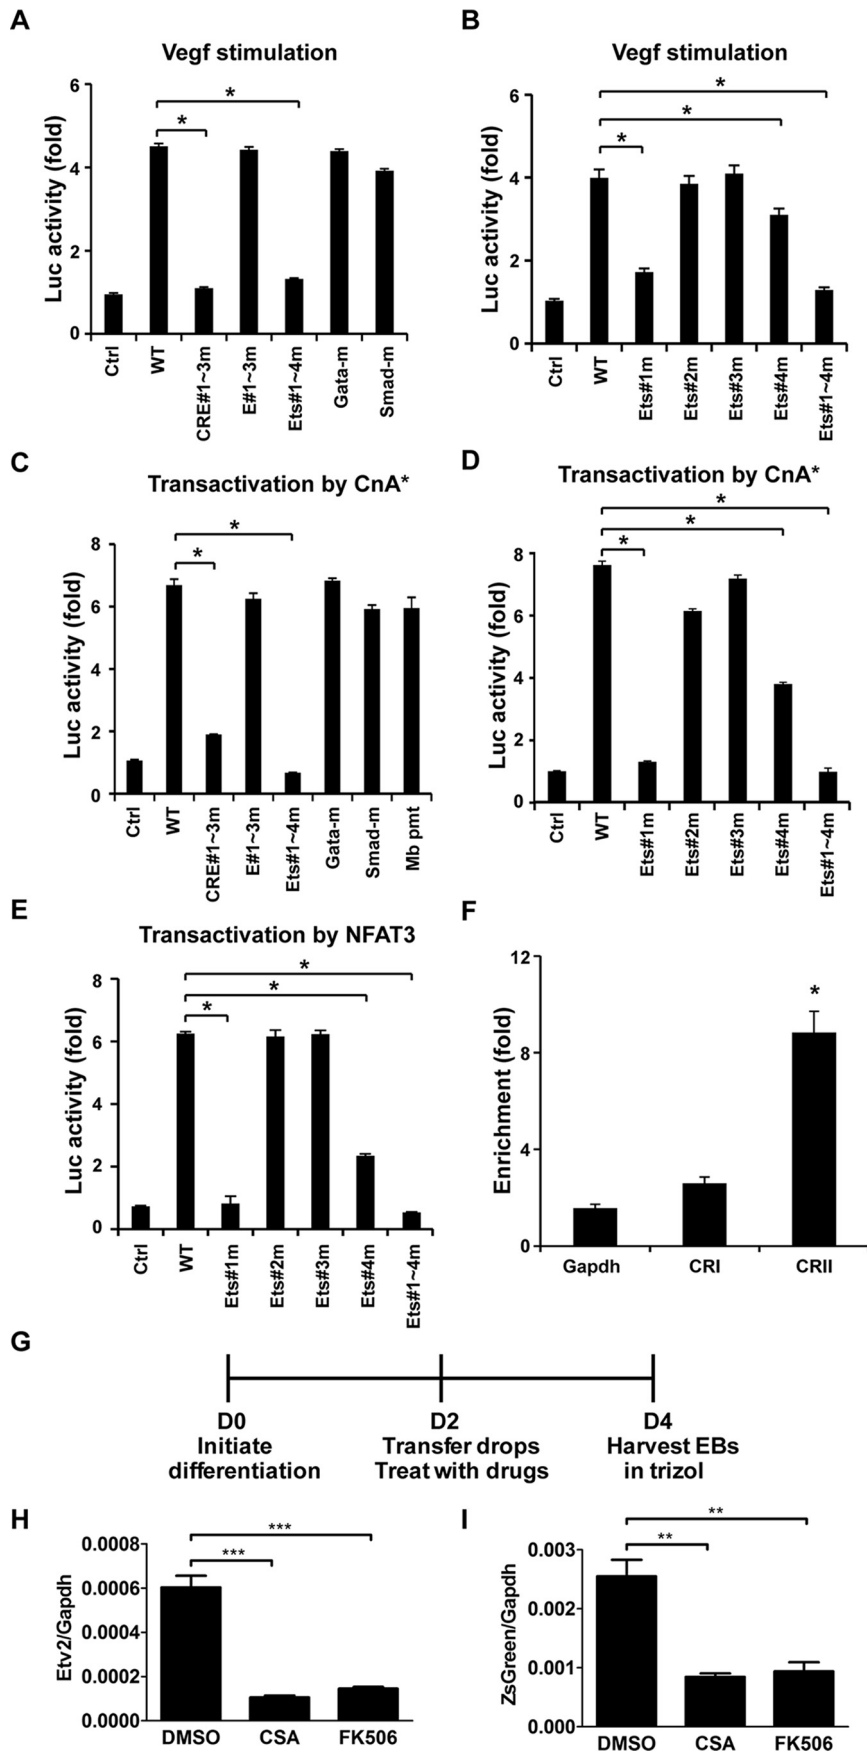 A
Vegf stimulation
Luc activity (fold)
6
4
2
0
*
*
Ctrl
WT
CRE#1~3m
E#1~3m
Ets#1~4m
Gata-m
Smad-m
B
Vegf stimulation
Luc activity (fold)
6
4
2
0
*
*
*
Ctrl
WT
Ets#1m
Ets#2m
Ets#3m
Ets#4m
Ets#1~4m
C
Transactivation by CnA*
Luc activity (fold)
8
6
4
2
0
*
*
Ctrl
WT
CRE#1~3m
E#1~3m
Ets#1~4m
Gata-m
Smad-m
Mb pmt
D
Transactivation by CnA*
Luc activity (fold)
8
6
4
2
0
*
*
*
Ctrl
WT
Ets#1m
Ets#2m
Ets#3m
Ets#4m
Ets#1~4m
E
Transactivation by NFAT3
Luc activity (fold)
8
6
4
2
0
*
*
*
Ctrl
WT
Ets#1m
Ets#2m
Ets#3m
Ets#4m
Ets#1~4m
F
Enrichment (fold)
12
8
4
0
*
Gapdh
CRI
CRII
G
D0
Initiate
differentiation
D2
Transfer drops
Treat with drugs
D4
Harvest EBs
in trizol
H
Etv2/Gapdh
0.0008
0.0006
0.0004
0.0002
0.0000
***
***
DMSO
CSA
FK506
I
ZsGreen/Gapdh
0.003
0.002
0.001
0.000
**
**
DMSO
CSA
FK506